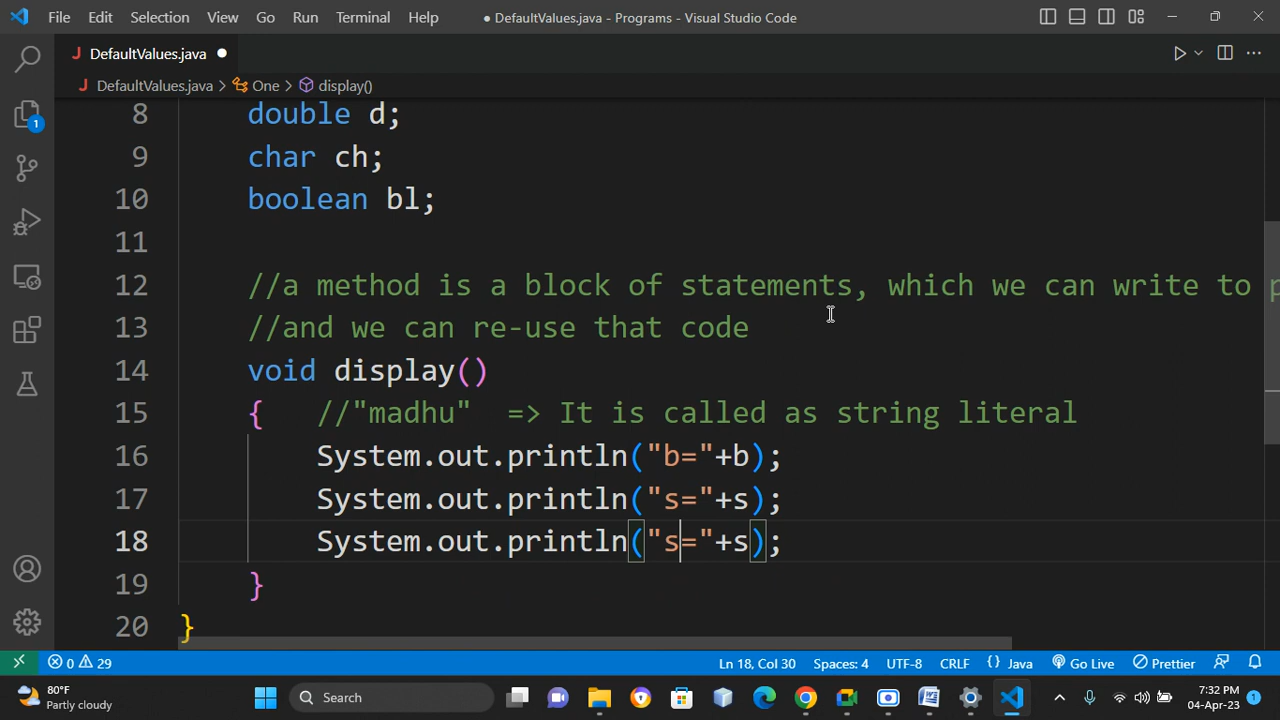 File Edit Selection View Go Run Terminal Help ● DefaultValues.java - Programs - Visual Studio Code
J DefaultValues.java ●
J DefaultValues.java > One > display()
8 double d;
9 char ch;
10 boolean bl;
11
12 //a method is a block of statements, which we can write to
13 //and we can re-use that code
14 void display()
15 { //"madhu" => It is called as string literal
16 System.out.println("b="+b);
17 System.out.println("s="+s);
18 System.out.println("s="+s);
19 }
20 }
1
0 29 Ln 18, Col 30 Spaces: 4 UTF-8 CRLF {} Java Go Live Prettier
80°F
Partly cloudy
Search
7:32 PM
04-Apr-23
1